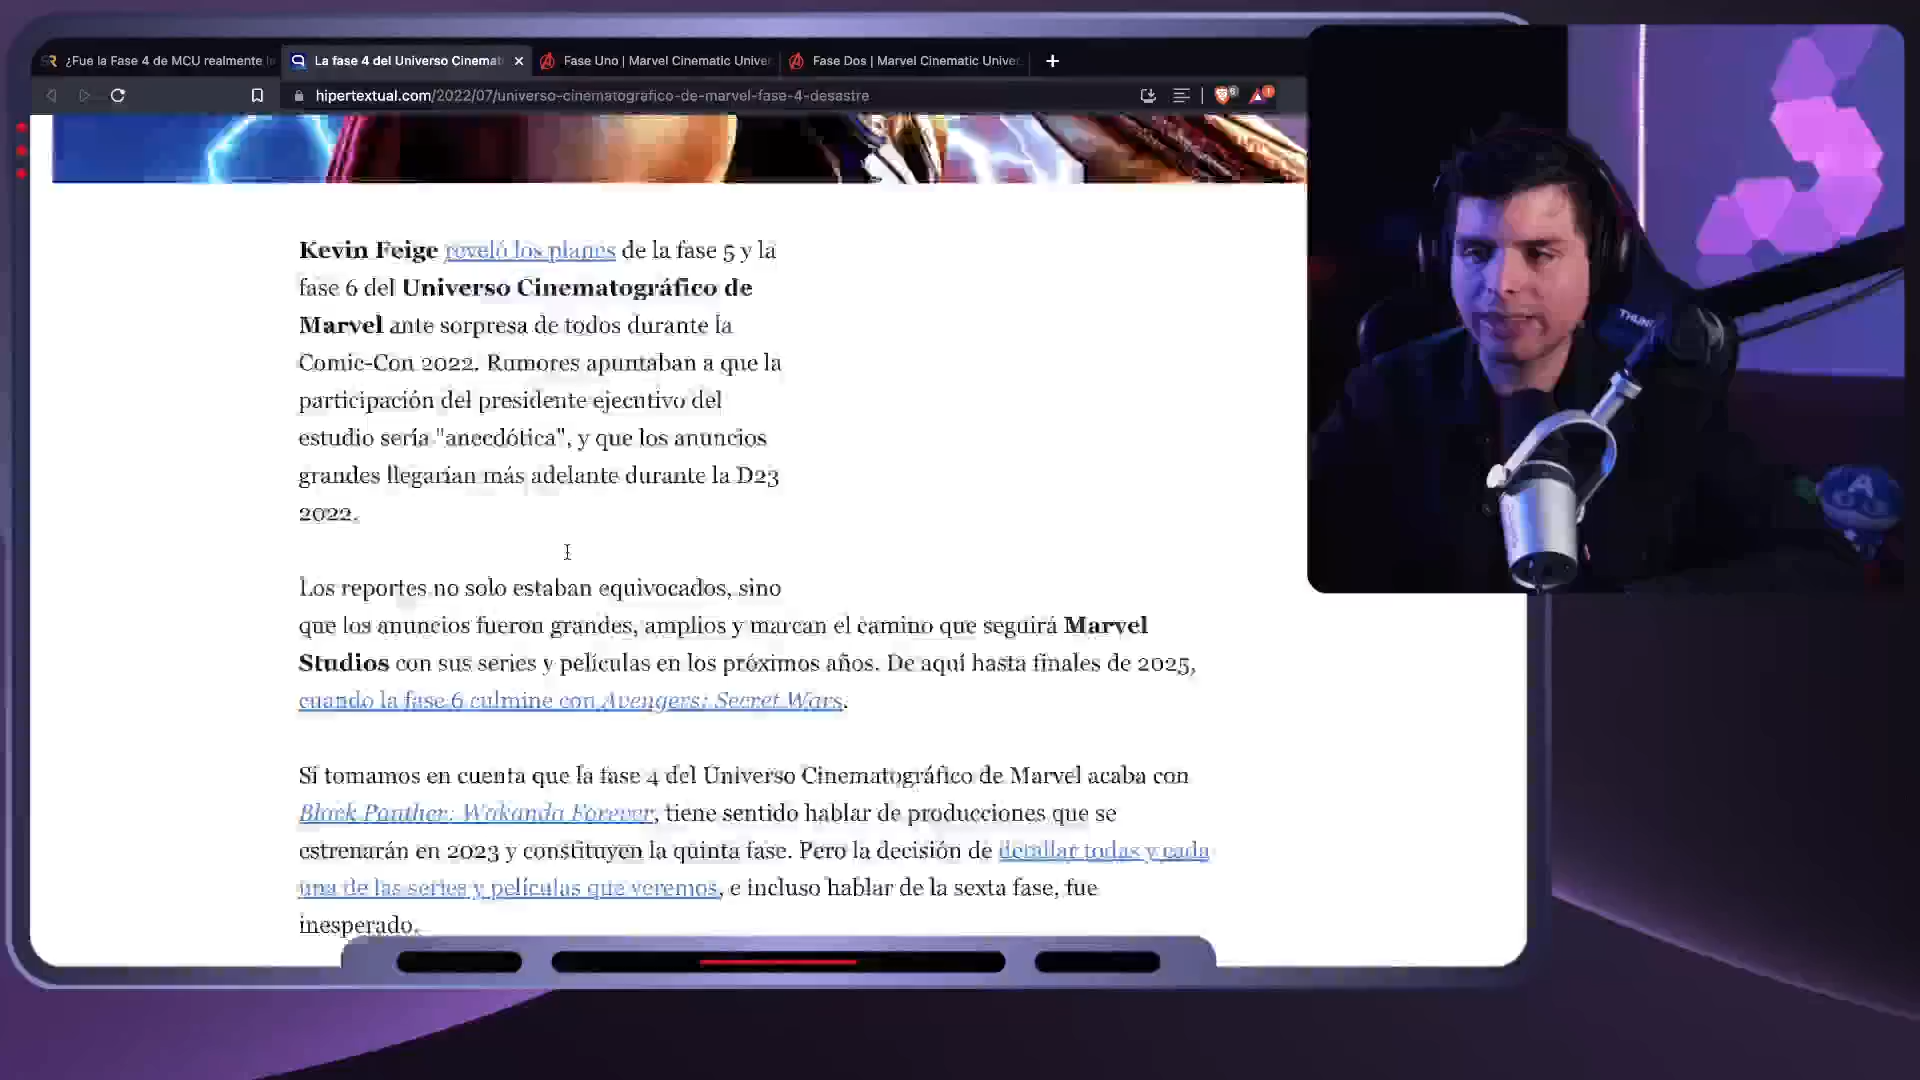 ¿Fue la Fase 4 de MCU realmente
La fase 4 del Universo Cinemat
Fase Uno | Marvel Cinematic Univer
Fase Dos | Marvel Cinematic Univer
hipertextual.com/2022/07/universo-cinematografico-de-marvel-fase-4-desastre
Kevin Feige reveló los planes de la fase 5 y la
fase 6 del Universo Cinematográfico de
Marvel ante sorpresa de todos durante la
Comic-Con 2022. Rumores apuntaban a que la
participación del presidente ejecutivo del
estudio sería "anecdótica", y que los anuncios
grandes llegarían más adelante durante la D23
2022.
Los reportes no solo estaban equivocados, sino
que los anuncios fueron grandes, amplios y marcan el camino que seguirá Marvel
Studios con sus series y películas en los próximos años. De aquí hasta finales de 2025,
cuando la fase 6 culmine con Avengers: Secret Wars.
Si tomamos en cuenta que la fase 4 del Universo Cinematográfico de Marvel acaba con
Black Panther: Wakanda Forever, tiene sentido hablar de producciones que se
estrenarán en 2023 y constituyen la quinta fase. Pero la decisión de detallar todas y cada
una de las series y películas que veremos, e incluso hablar de la sexta fase, fue
inesperado.